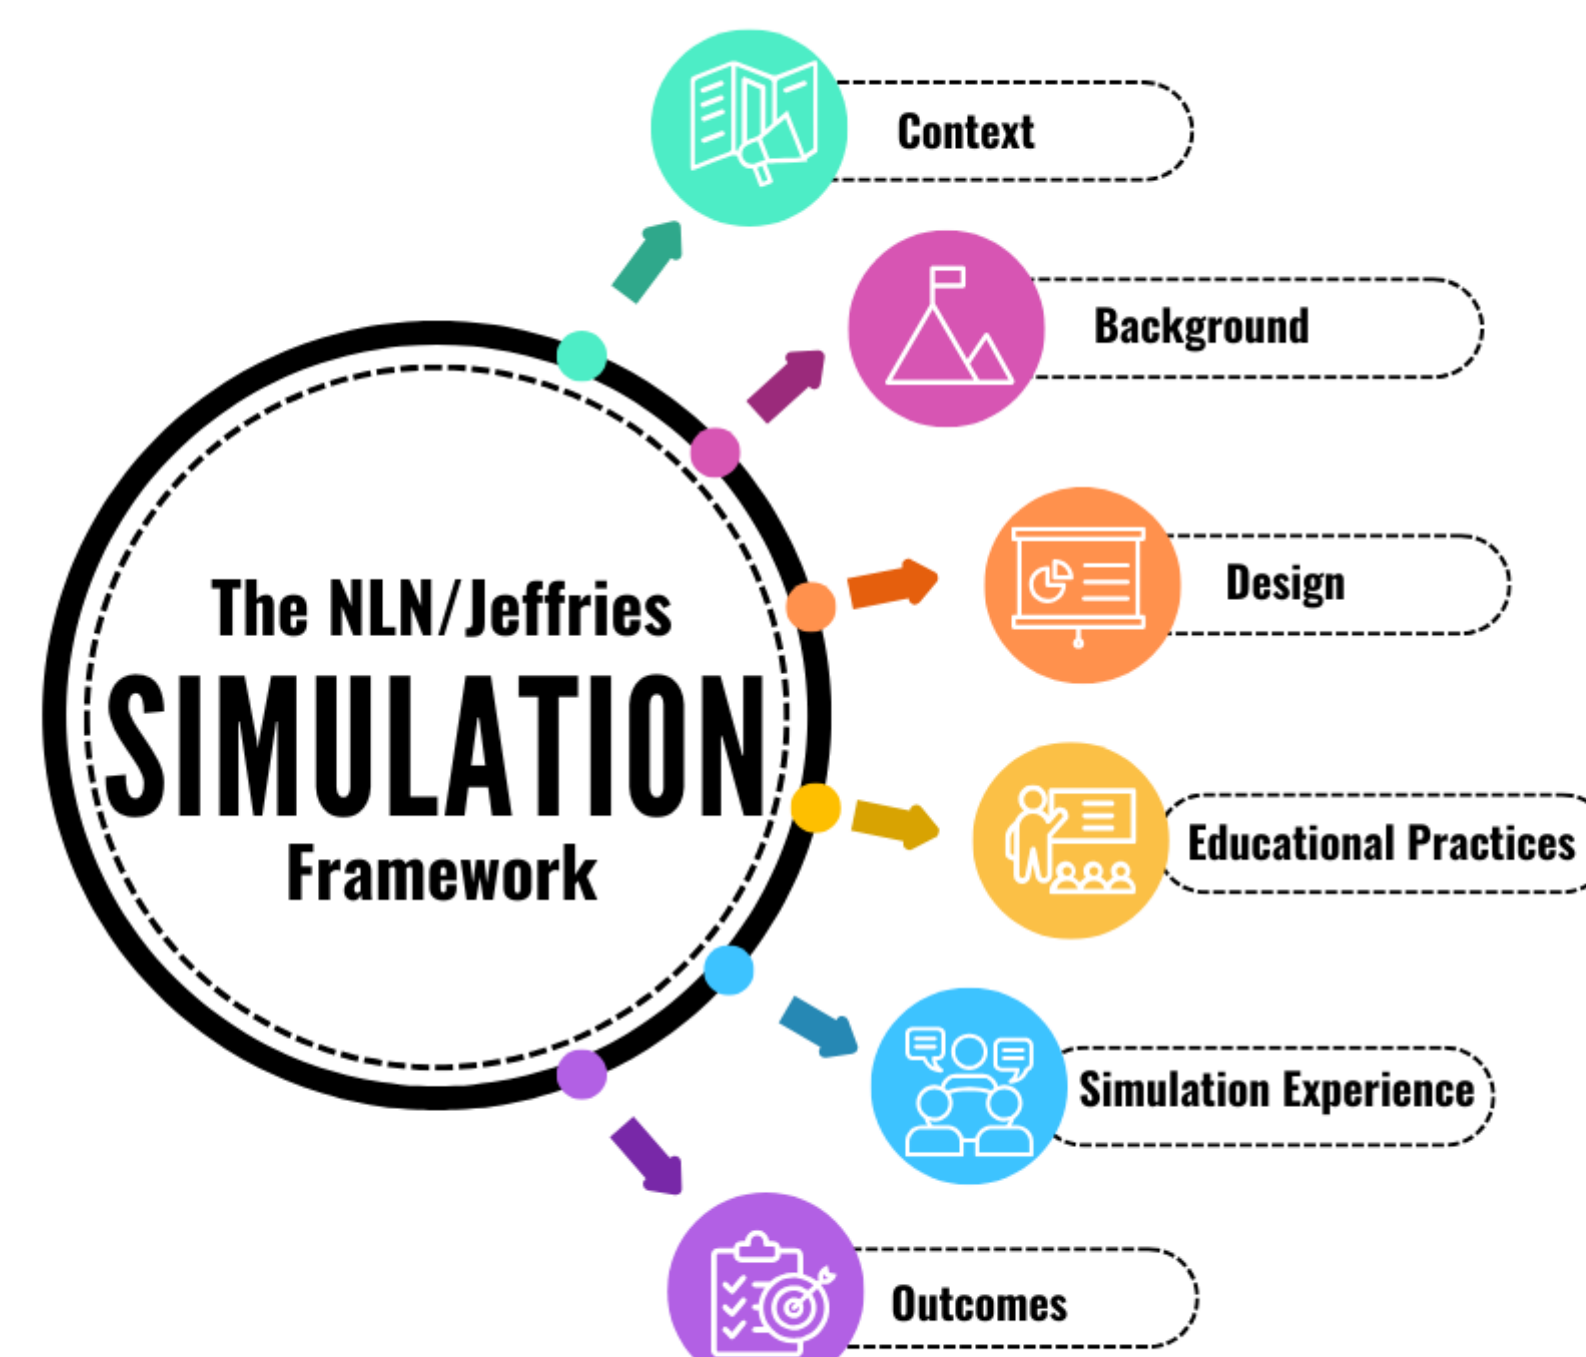 The NLN/Jeffries
SIMULATION
Framework
Context
Background
Design
Educational Practices
Simulation Experience
Outcomes